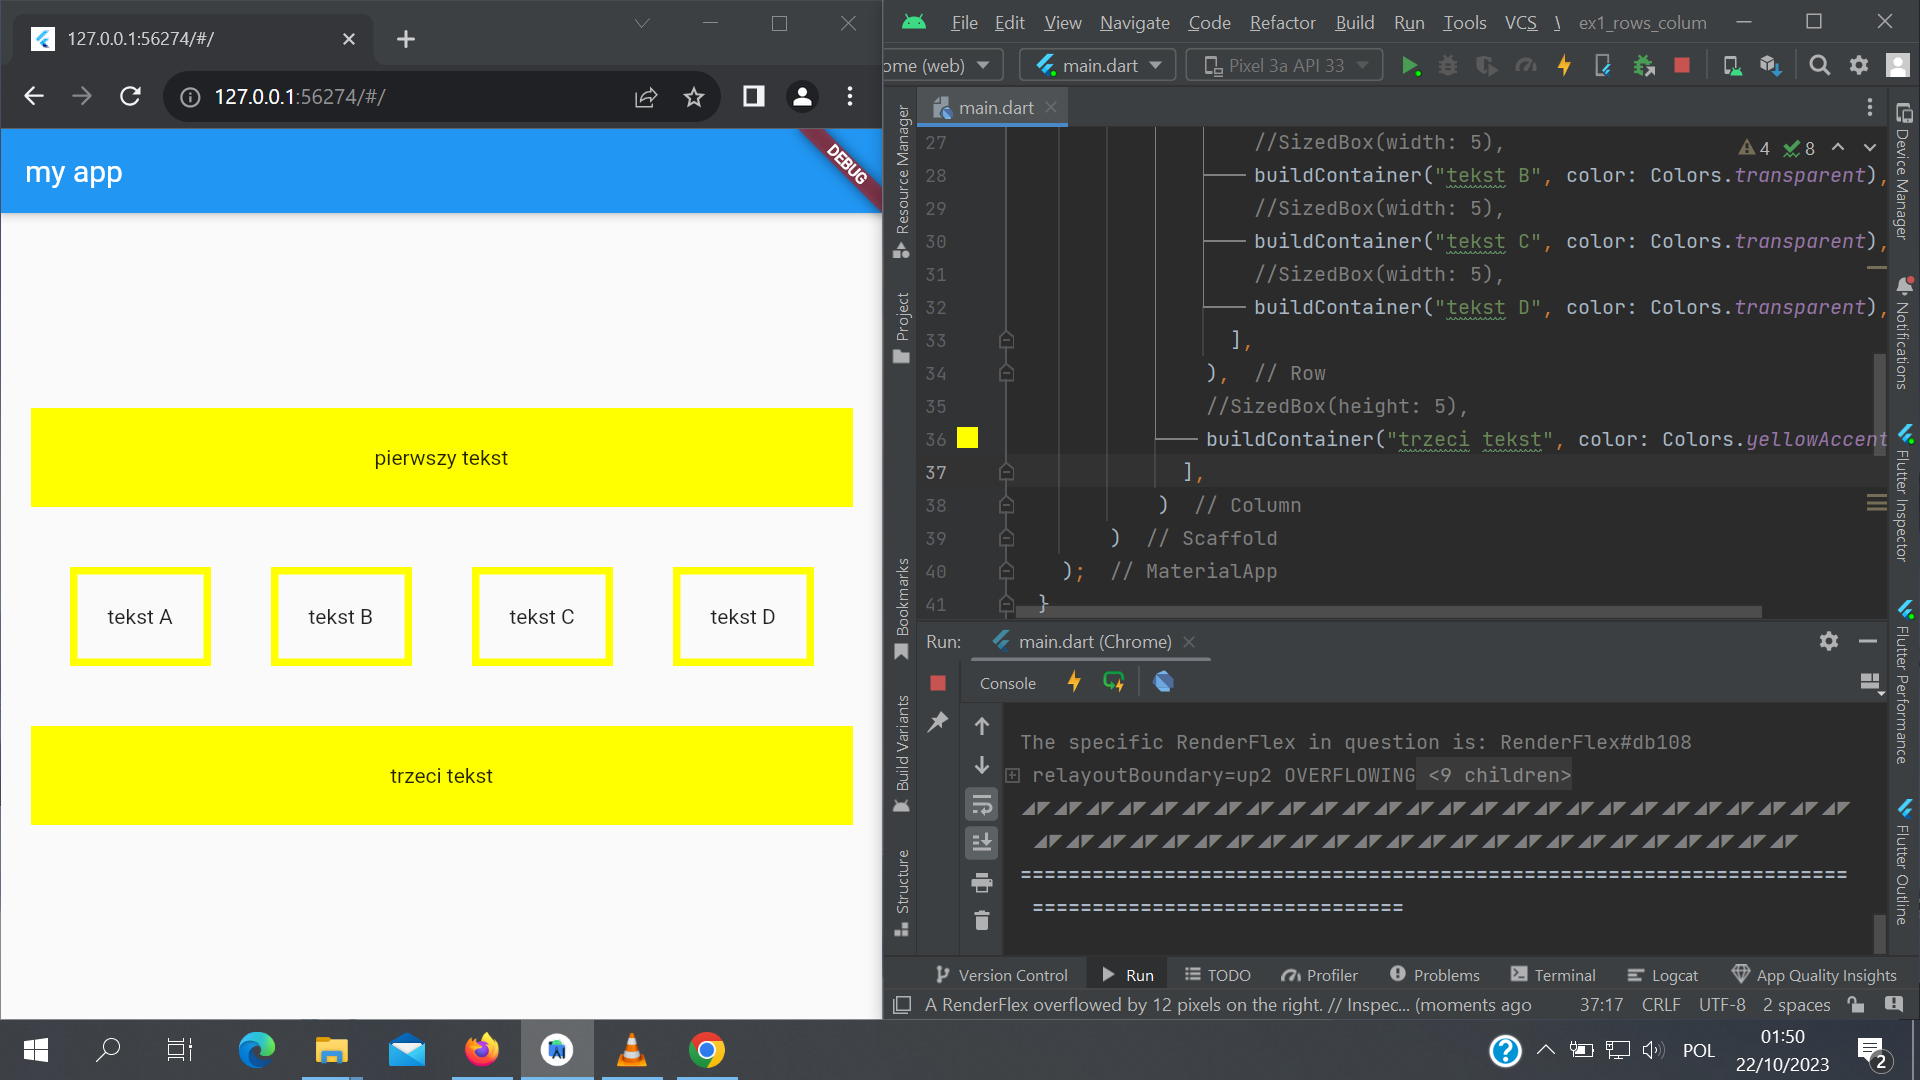 127.0.0.1:56274/#/
127.0.0.1:56274/#/
my app
DEBUG
pierwszy tekst
tekst A
tekst B
tekst C
tekst D
trzeci tekst
File Edit View Navigate Code Refactor Build Run Tools VCS \ ex1_rows_colum
ome (web) main.dart Pixel 3a API 33
main.dart
4 8
27 //SizedBox(width: 5),
28 buildContainer("tekst B", color: Colors.transparent),
29 //SizedBox(width: 5),
30 buildContainer("tekst C", color: Colors.transparent),
31 //SizedBox(width: 5),
32 buildContainer("tekst D", color: Colors.transparent),
33 ],
34 ), // Row
35 //SizedBox(height: 5),
36 buildContainer("trzeci tekst", color: Colors.yellowAccent
37 ],
38 ) // Column
39 ) // Scaffold
40 ); // MaterialApp
41 }
Resource Manager
Project
Bookmarks
Build Variants
Structure
Device Manager
Notifications
Flutter Inspector
Flutter Performance
Flutter Outline
Run: main.dart (Chrome)
Console
The specific RenderFlex in question is: RenderFlex#db108
relayoutBoundary=up2 OVERFLOWING <9 children>
◢◤◢◤◢◤◢◤◢◤◢◤◢◤◢◤◢◤◢◤◢◤◢◤◢◤◢◤◢◤◢◤◢◤◢◤◢◤◢◤◢◤◢◤◢◤◢◤◢◤◢◤
◢◤◢◤◢◤◢◤◢◤◢◤◢◤◢◤◢◤◢◤◢◤◢◤◢◤◢◤◢◤◢◤◢◤◢◤◢◤◢◤◢◤◢◤◢◤◢◤
=====================================================================
===============================
Version Control Run TODO Profiler Problems Terminal Logcat App Quality Insights
A RenderFlex overflowed by 12 pixels on the right. // Inspec... (moments ago 37:17 CRLF UTF-8 2 spaces
POL
01:50
22/10/2023
2